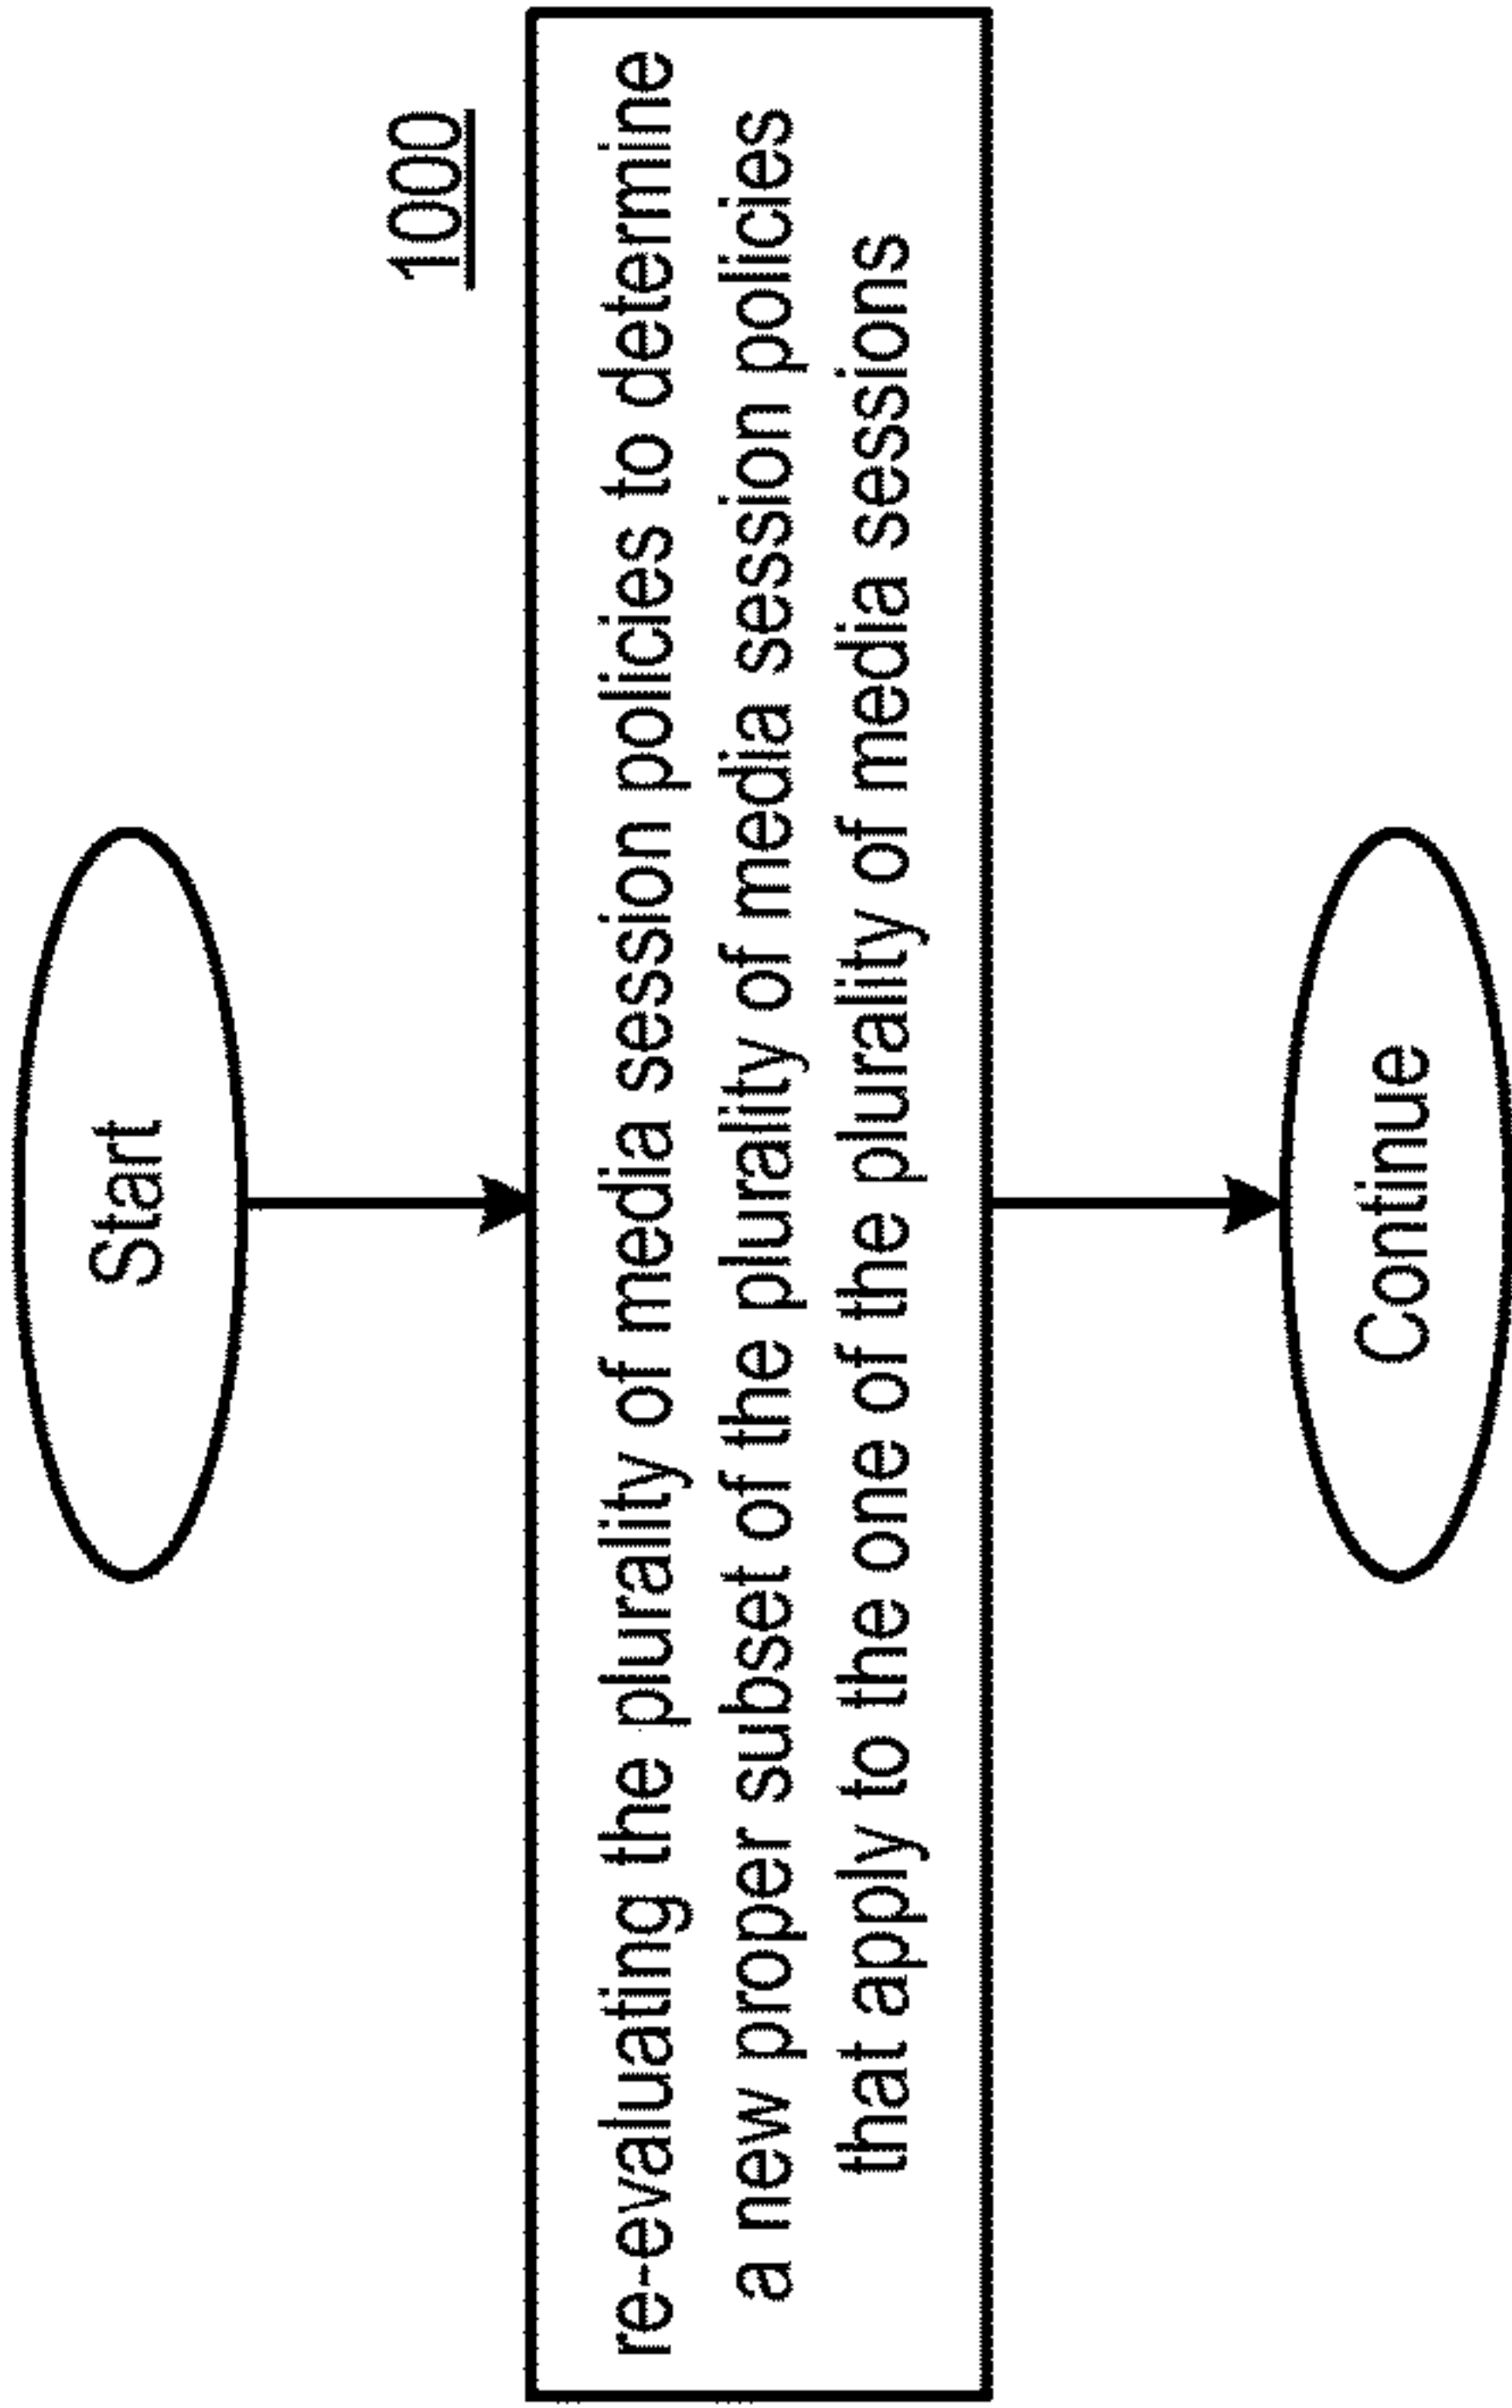 Start
1000
re-evaluating the plurality of media session policies to determine
a new proper subset of the plurality of media session policies
that apply to the one of the plurality of media sessions
Continue